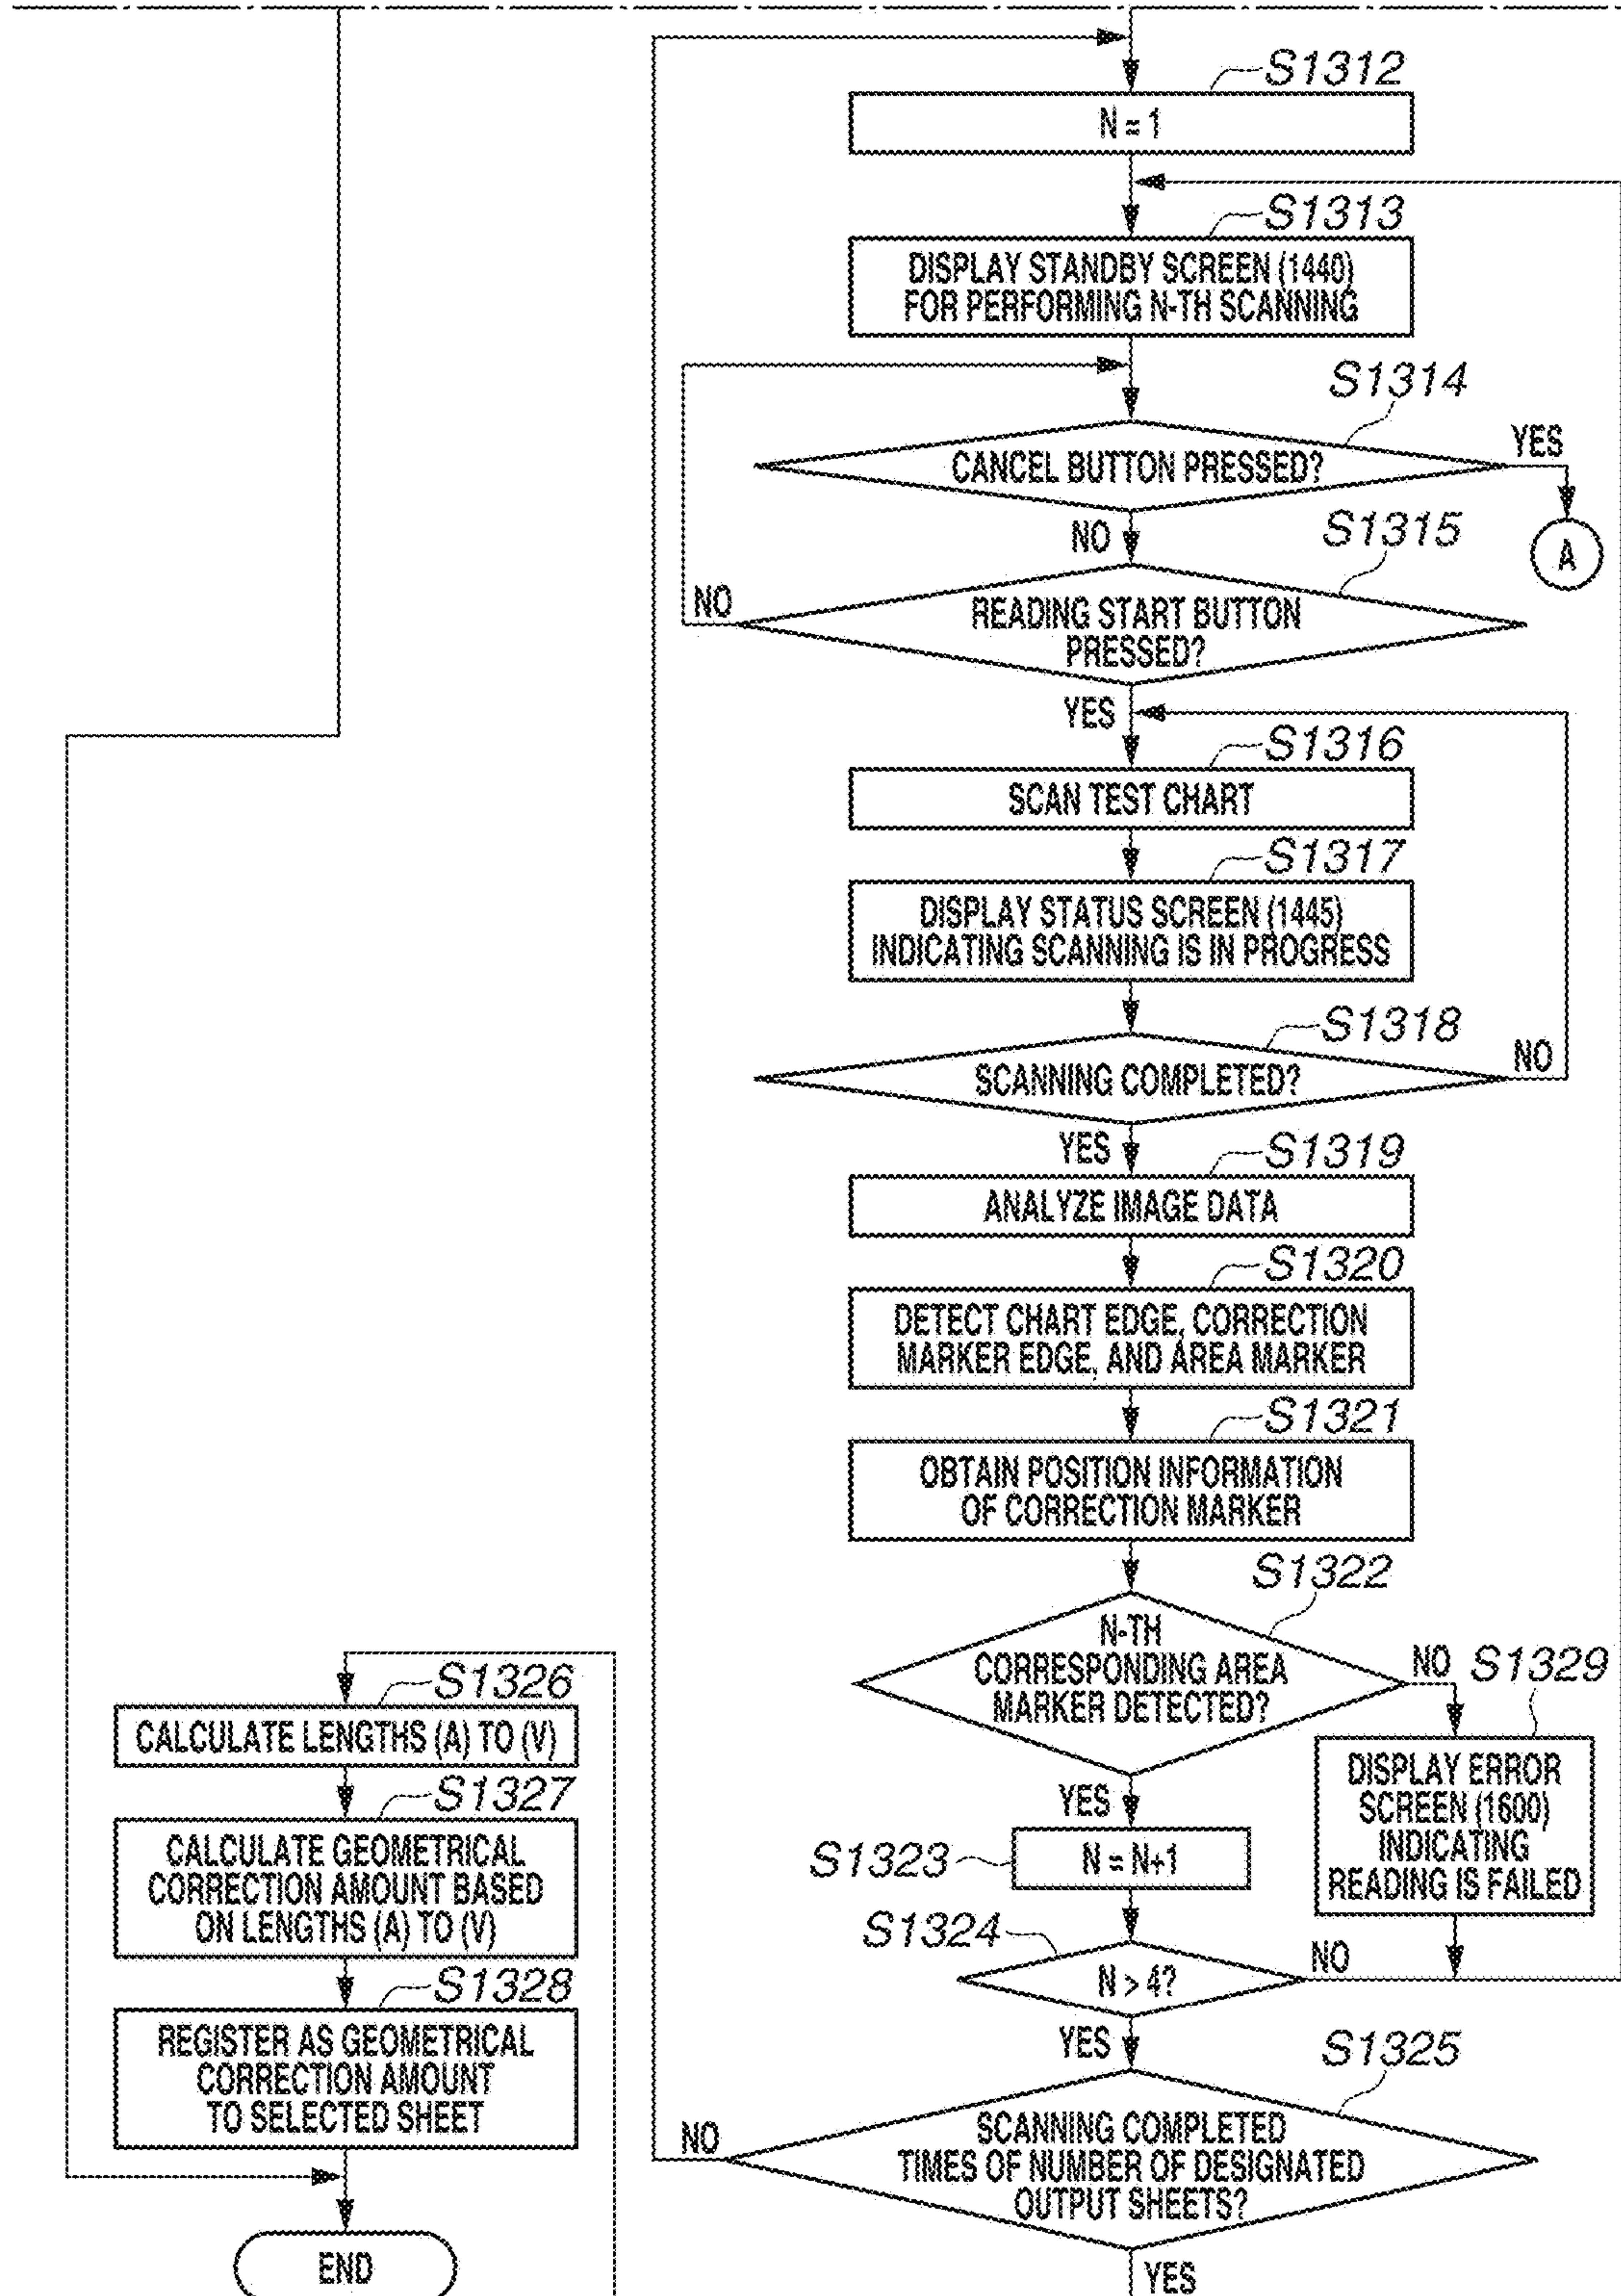 S1312
N = 1
S1313
DISPLAY STANDBY SCREEN (1440)
FOR PERFORMING N-TH SCANNING
S1314
CANCEL BUTTON PRESSED?
YES
A
NO
S1315
READING START BUTTON
PRESSED?
NO
YES
S1316
SCAN TEST CHART
S1317
DISPLAY STATUS SCREEN (1445)
INDICATING SCANNING IS IN PROGRESS
S1318
SCANNING COMPLETED?
NO
YES
S1319
ANALYZE IMAGE DATA
S1320
DETECT CHART EDGE, CORRECTION
MARKER EDGE, AND AREA MARKER
S1321
OBTAIN POSITION INFORMATION
OF CORRECTION MARKER
S1322
N-TH
CORRESPONDING AREA
MARKER DETECTED?
NO
S1329
DISPLAY ERROR
SCREEN (1600)
INDICATING
READING IS FAILED
YES
S1323
N = N+1
S1324
N > 4?
NO
YES
S1325
SCANNING COMPLETED
TIMES OF NUMBER OF DESIGNATED
OUTPUT SHEETS?
NO
YES
S1326
CALCULATE LENGTHS (A) TO (V)
S1327
CALCULATE GEOMETRICAL
CORRECTION AMOUNT BASED
ON LENGTHS (A) TO (V)
S1328
REGISTER AS GEOMETRICAL
CORRECTION AMOUNT
TO SELECTED SHEET
END